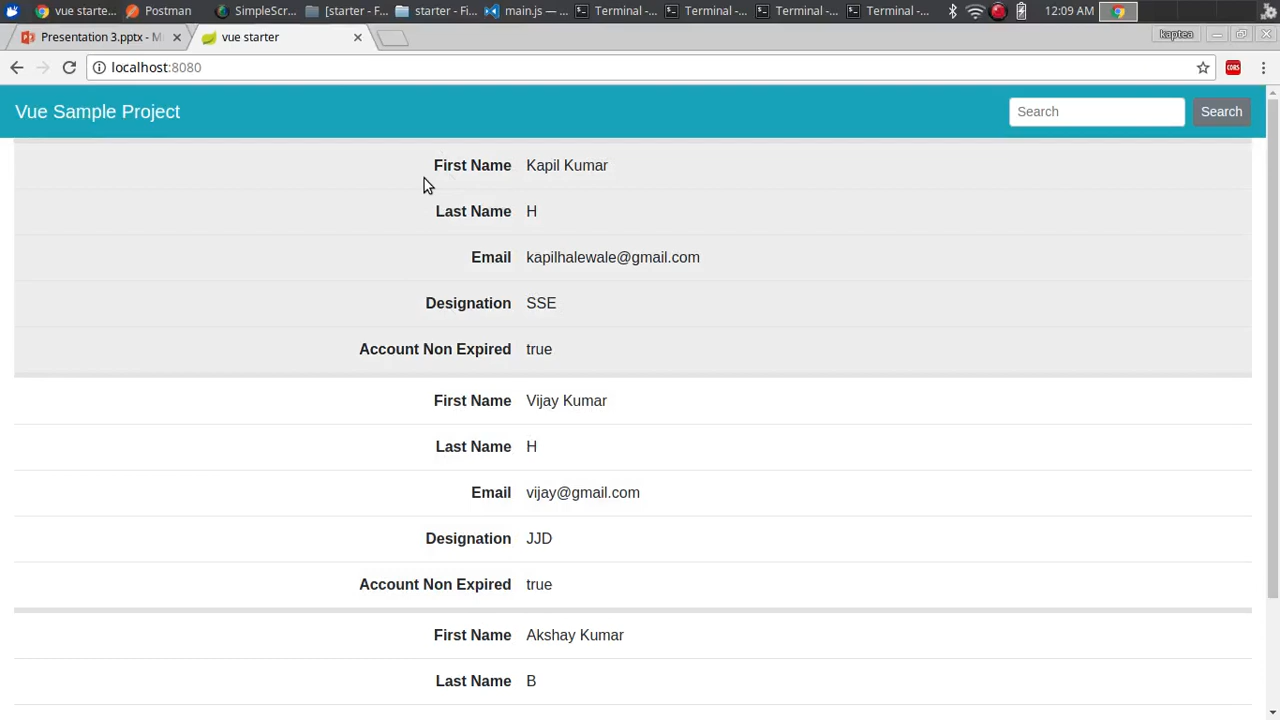 vue starte...
Postman
SimpleScr...
[starter - F...
starter - Fi...
main.js — ...
Terminal -...
Terminal -...
Terminal -...
Terminal -...
12:09 AM
Presentation 3.pptx - Mi
vue starter
kaptea
localhost:8080
CORS
Vue Sample Project
Search
Search
First Name Kapil Kumar
Last Name H
Email kapilhalewale@gmail.com
Designation SSE
Account Non Expired true
First Name Vijay Kumar
Last Name H
Email vijay@gmail.com
Designation JJD
Account Non Expired true
First Name Akshay Kumar
Last Name B